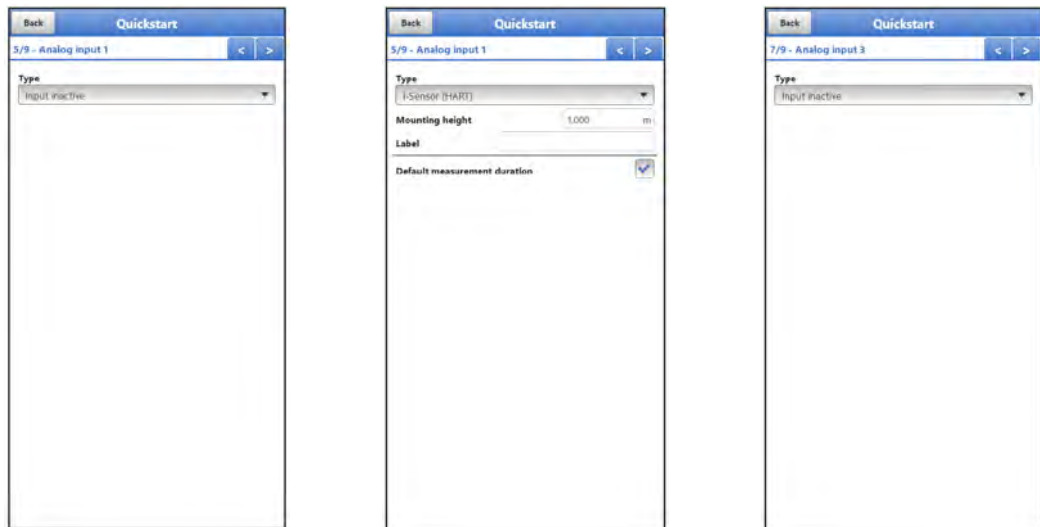 Back Quickstart
5/9 - Analog input 1 < >
Type
Input inactive
Back Quickstart
5/9 - Analog input 1 < >
Type
i-Sensor (HART)
Mounting height 1.000 m
Label
Default measurement duration
Back Quickstart
7/9 - Analog input 3 < >
Type
Input inactive